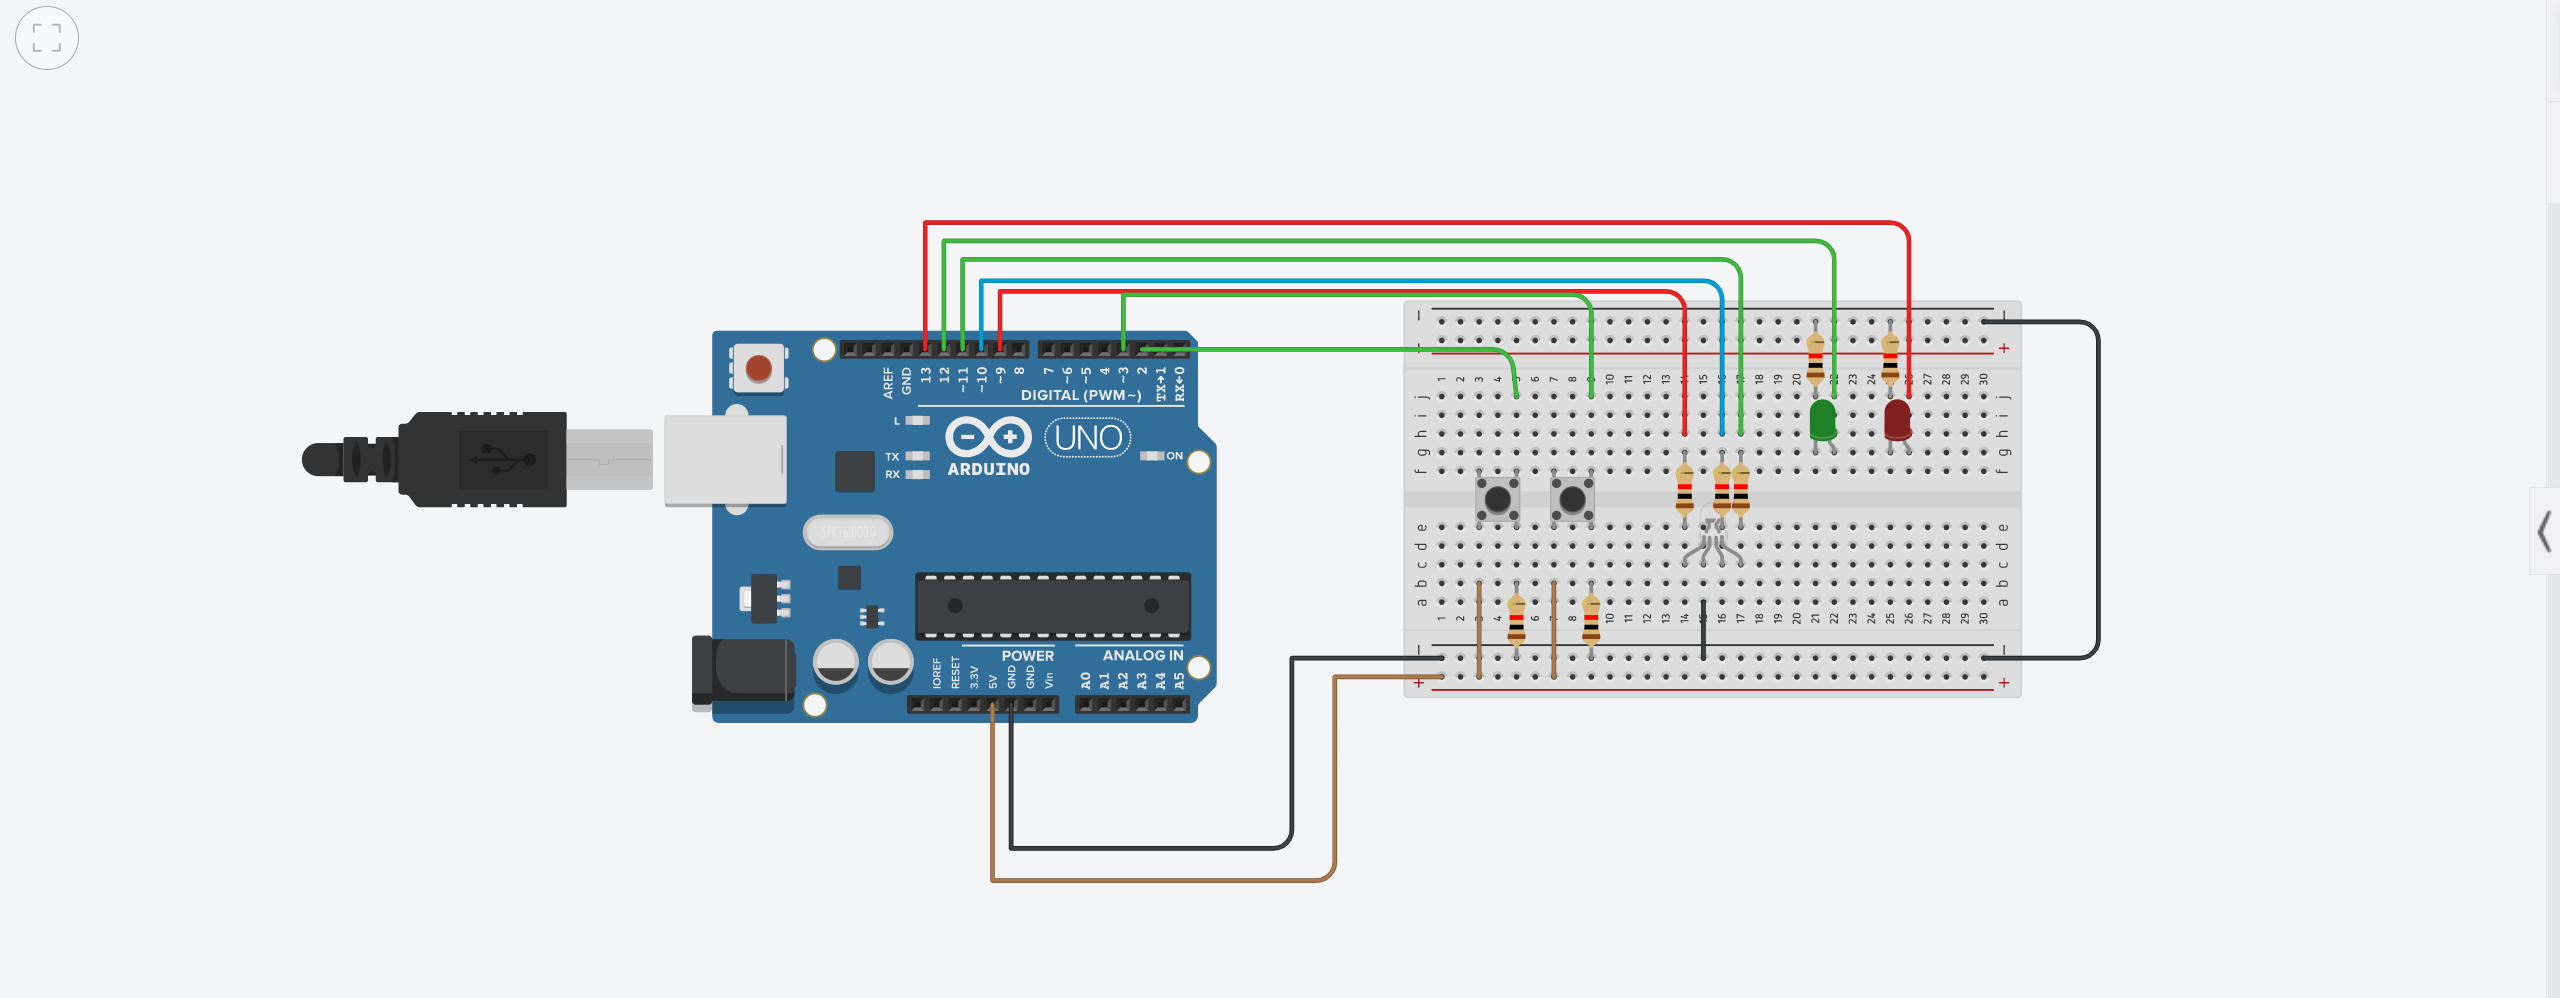 AREF
GND
13
12
~11
~10
~9
8
7
~6
~5
4
~3
2
TX→1
RX←0
DIGITAL (PWM~)
L
TX
RX
UNO
ON
ARDUINO
SPK16.000G
IOREF
RESET
3.3V
5V
GND
GND
Vin
POWER
ANALOG IN
A0
A1
A2
A3
A4
A5
− −
+ +
1 2 3 4 5 6 7 8 9 10 11 12 13 14 15 16 17 18 19 20 21 22 23 24 25 26 27 28 29 30
j j
i i
h h
g g
f f
e e
d d
c c
b b
a a
1 2 3 4 5 6 7 8 9 10 11 12 13 14 15 16 17 18 19 20 21 22 23 24 25 26 27 28 29 30
− −
+ +